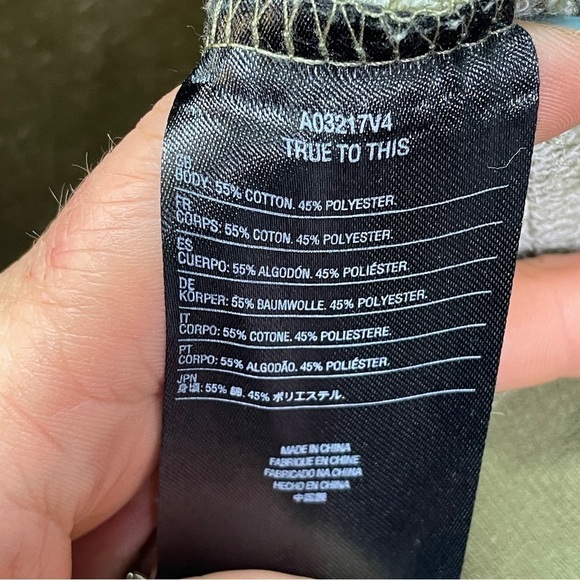 A03217V4
TRUE TO THIS
GB
BODY: 55% COTTON. 45% POLYESTER.
FR
CORPS: 55% COTON. 45% POLYESTER.
ES
CUERPO: 55% ALGODÓN. 45% POLIÉSTER.
DE
KÖRPER: 55% BAUMWOLLE. 45% POLYESTER.
IT
CORPO: 55% COTONE. 45% POLIESTERE.
PT
CORPO: 55% ALGODÃO. 45% POLIÉSTER.
JPN
身頃: 55% 綿. 45% ポリエステル.
MADE IN CHINA
FABRIQUE EN CHINE
FABRICADO NA CHINA
HECHO EN CHINA
中国製